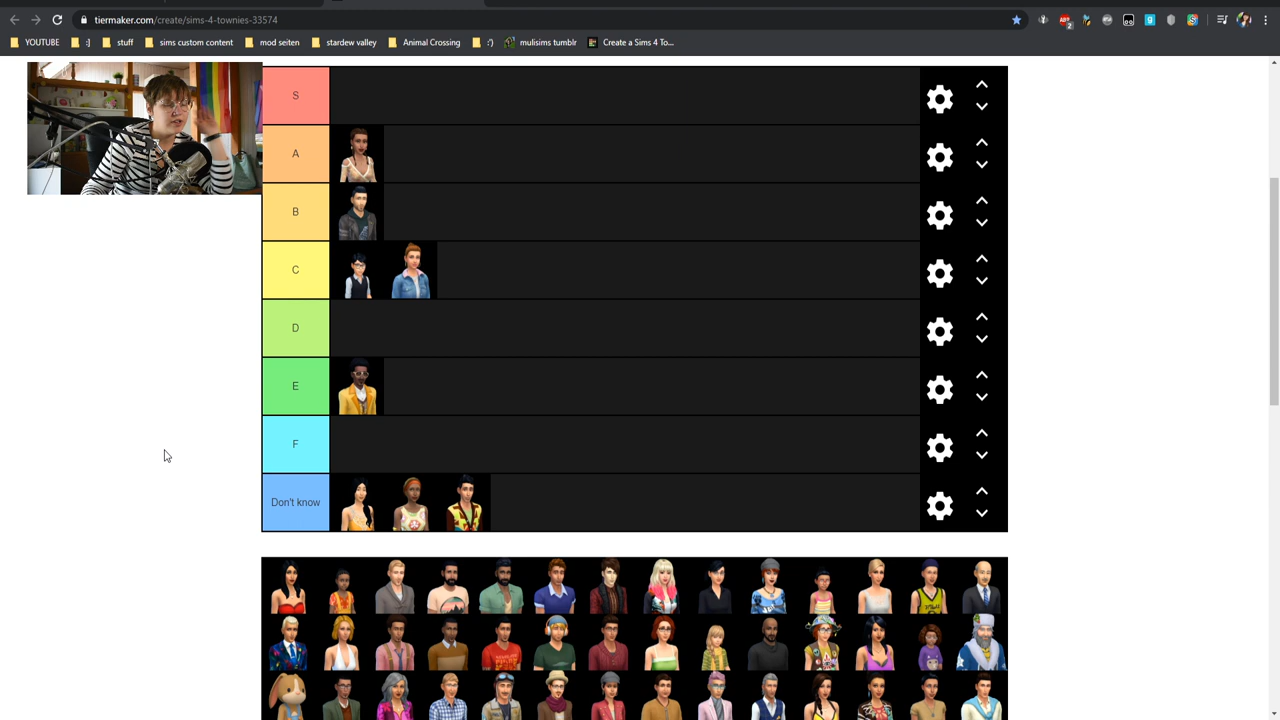 tiermaker.com/create/sims-4-townies-33574
2
YOUTUBE :] stuff sims custom content mod seiten stardew valley Animal Crossing :') mulisims tumblr Create a Sims 4 To...
S
A
B
C
D
E
F
Don't know